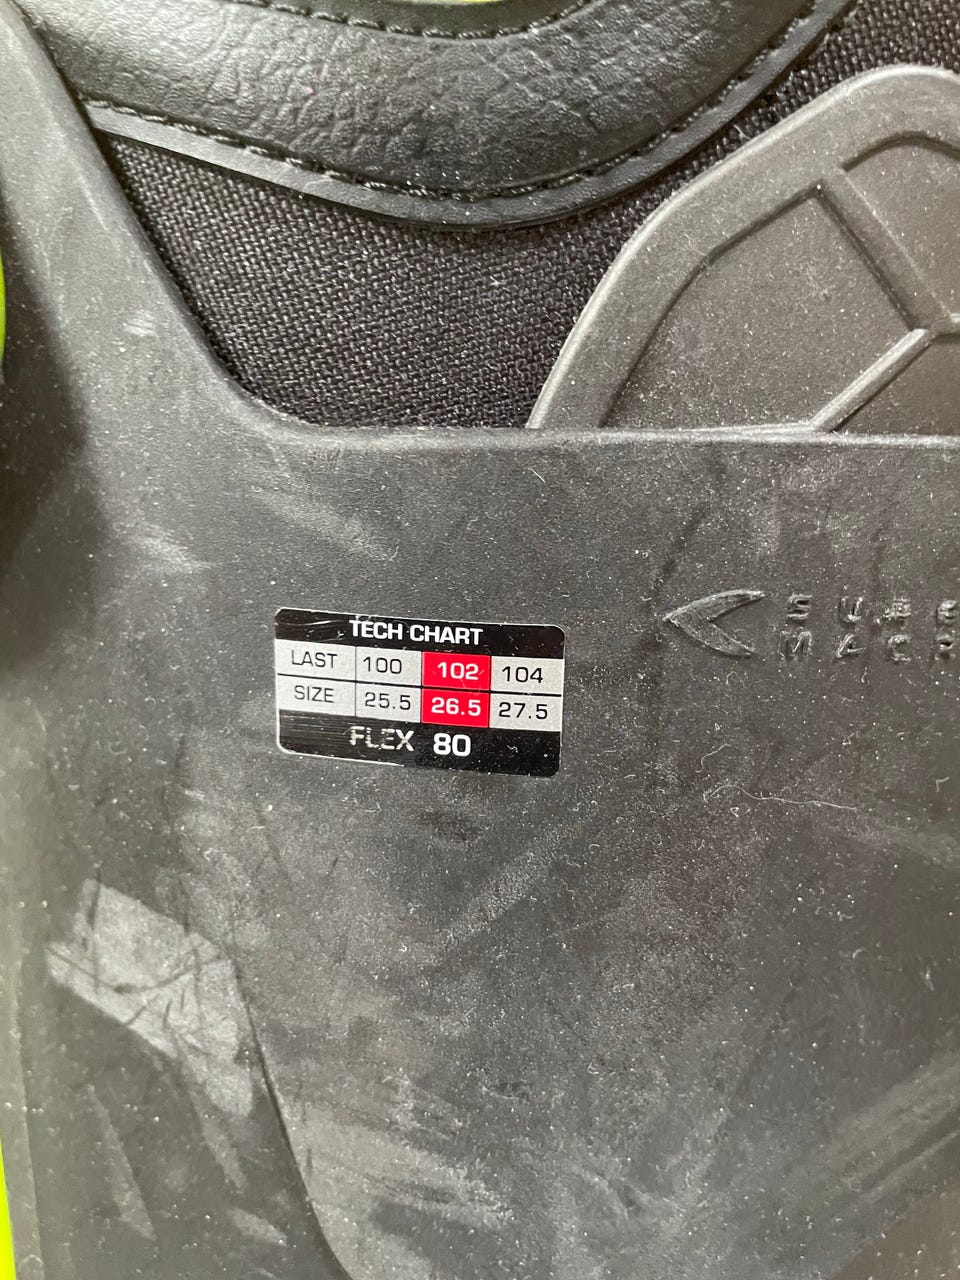 TECH CHART
LAST 100 102 104
SIZE 25.5 26.5 27.5
FLEX 80